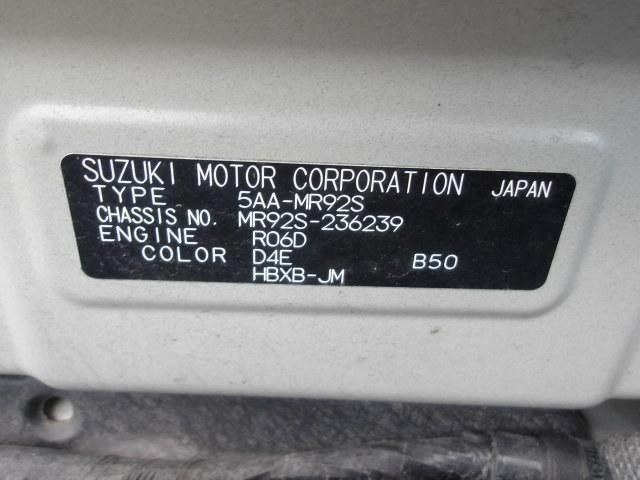 SUZUKI MOTOR CORPORATION JAPAN
TYPE 5AA-MR92S
CHASSIS NO. MR92S-236239
ENGINE R06D
COLOR D4E B50
HBXB-JM